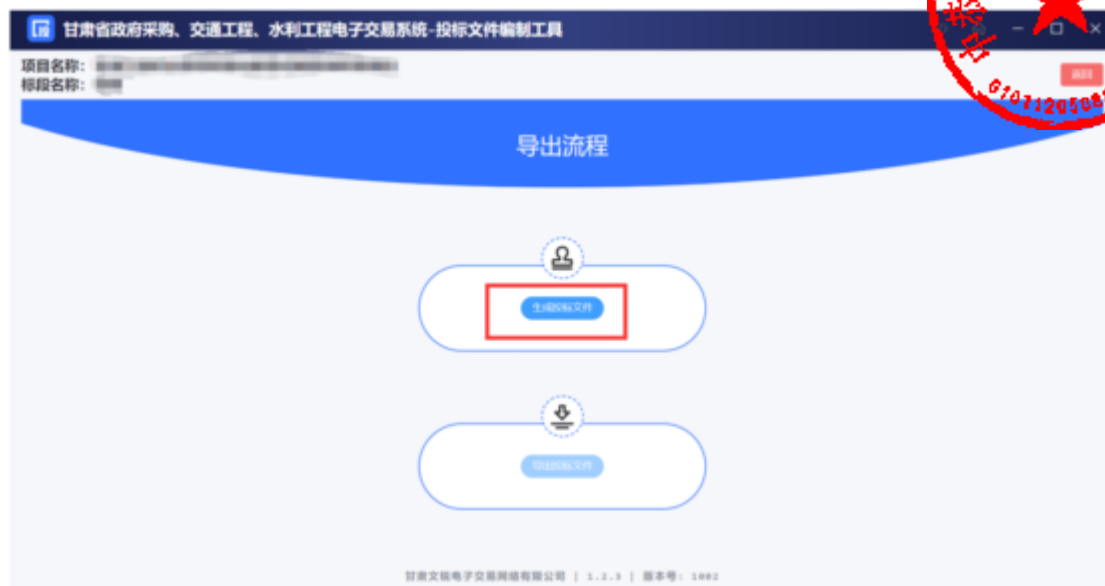 甘肃省政府采购、交通工程、水利工程电子交易系统-投标文件编制工具
项目名称：
标段名称：
返回
导出流程
生成投标文件
导出投标文件
甘肃文锐电子交易网络有限公司 | 1.2.3 | 版本号: 1002